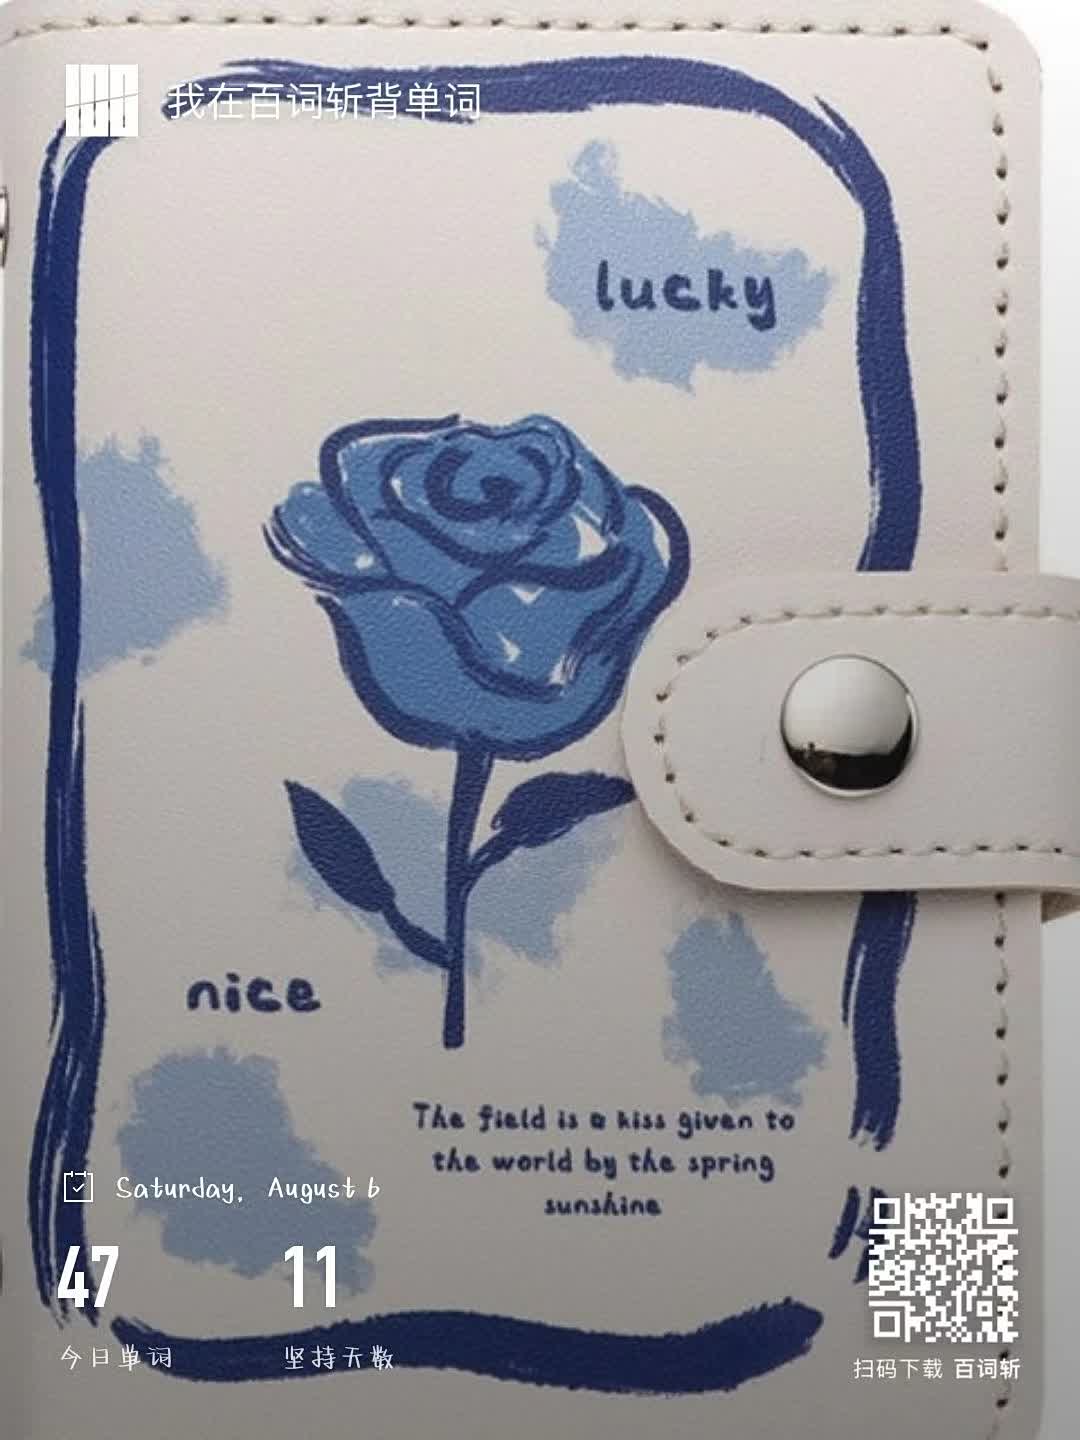 100
我在百词斩背单词
lucky
nice
The field is a kiss given to
the world by the spring
sunshine
Saturday, August 6
47
11
今日单词
坚持天数
扫码下载 百词斩